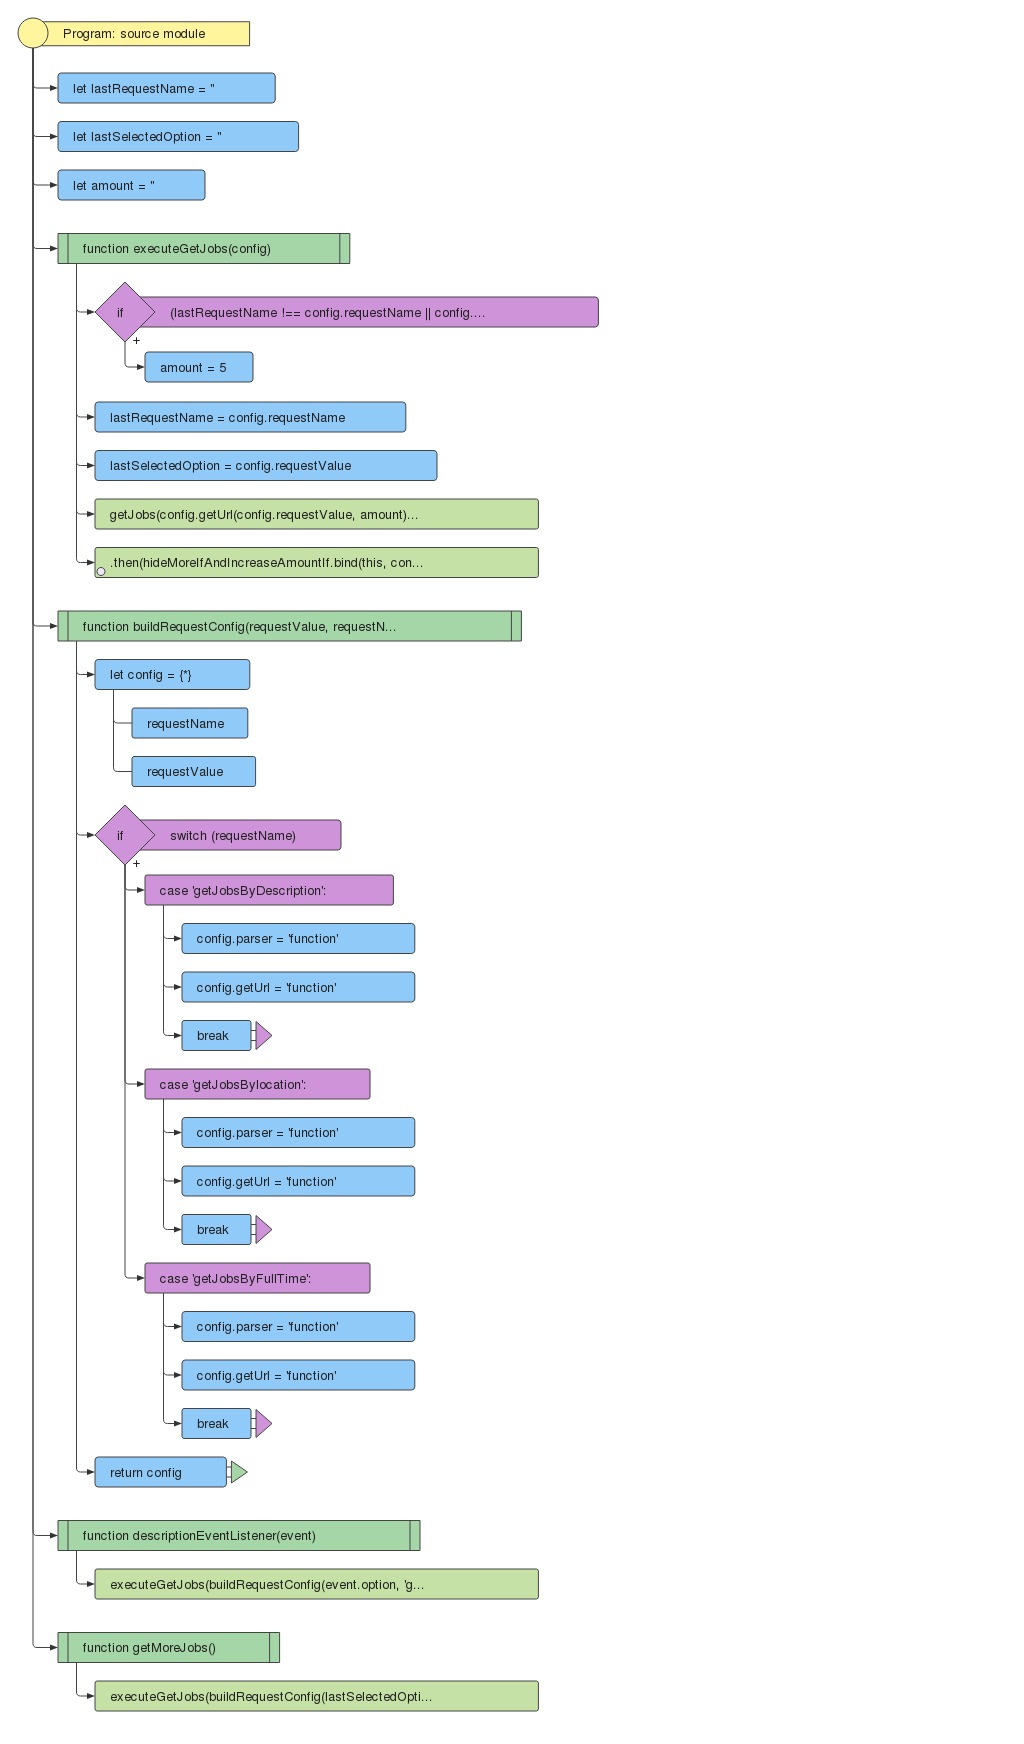 Program: source module
let lastRequestName = ''
let lastSelectedOption = ''
let amount = ''
function executeGetJobs(config)
if
(lastRequestName !== config.requestName || config....
+
amount = 5
lastRequestName = config.requestName
lastSelectedOption = config.requestValue
getJobs(config.getUrl(config.requestValue, amount)...
.then(hideMoreIfAndIncreaseAmountIf.bind(this, con...
function buildRequestConfig(requestValue, requestN...
let config = {*}
requestName
requestValue
if
switch (requestName)
+
case 'getJobsByDescription':
config.parser = 'function'
config.getUrl = 'function'
break
case 'getJobsBylocation':
config.parser = 'function'
config.getUrl = 'function'
break
case 'getJobsByFullTime':
config.parser = 'function'
config.getUrl = 'function'
break
return config
function descriptionEventListener(event)
executeGetJobs(buildRequestConfig(event.option, 'g...
function getMoreJobs()
executeGetJobs(buildRequestConfig(lastSelectedOpti...